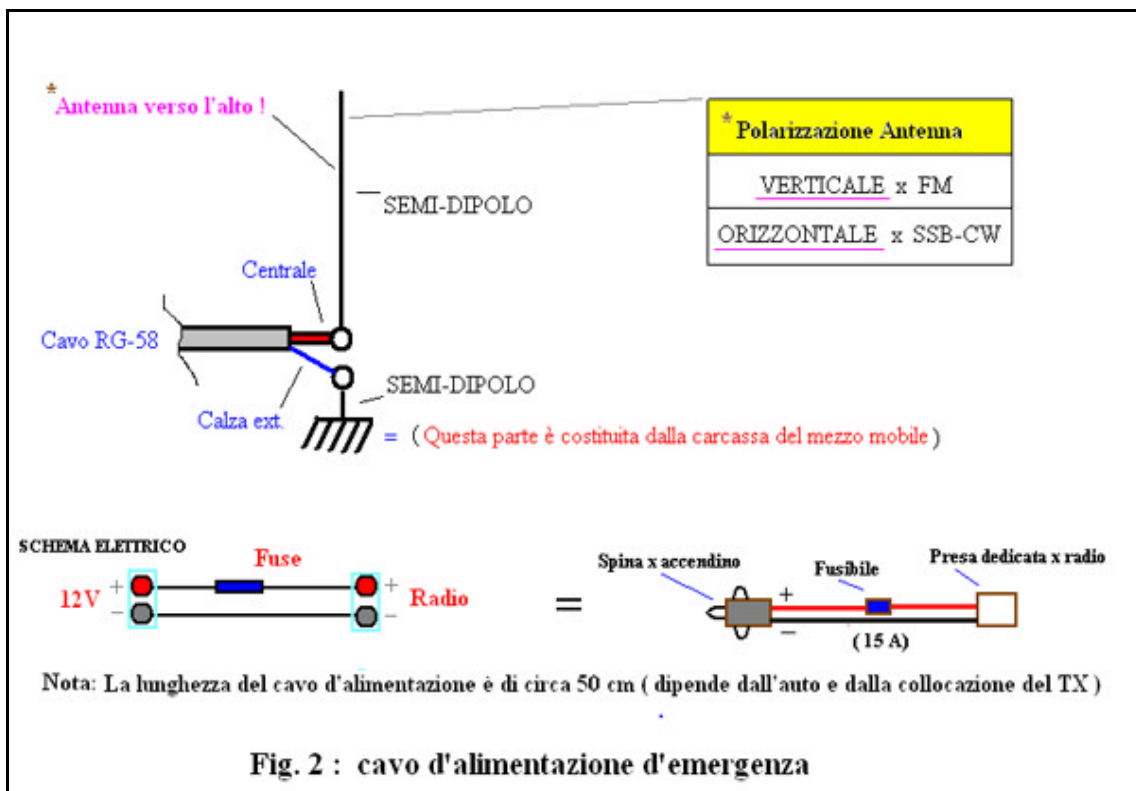 *Antenna verso l'alto !
*Polarizzazione Antenna
VERTICALE x FM
ORIZZONTALE x SSB-CW
SEMI-DIPOLO
Centrale
Cavo RG-58
SEMI-DIPOLO
Calza ext.
= ( Questa parte è costituita dalla carcassa del mezzo mobile )
SCHEMA ELETTRICO
Fuse
12V
+
−
+
−
Radio
=
Spina x accendino
Fusibile
Presa dedicata x radio
+
−
( 15 A)
Nota: La lunghezza del cavo d'alimentazione è di circa 50 cm ( dipende dall'auto e dalla collocazione del TX )
Fig. 2 : cavo d'alimentazione d'emergenza